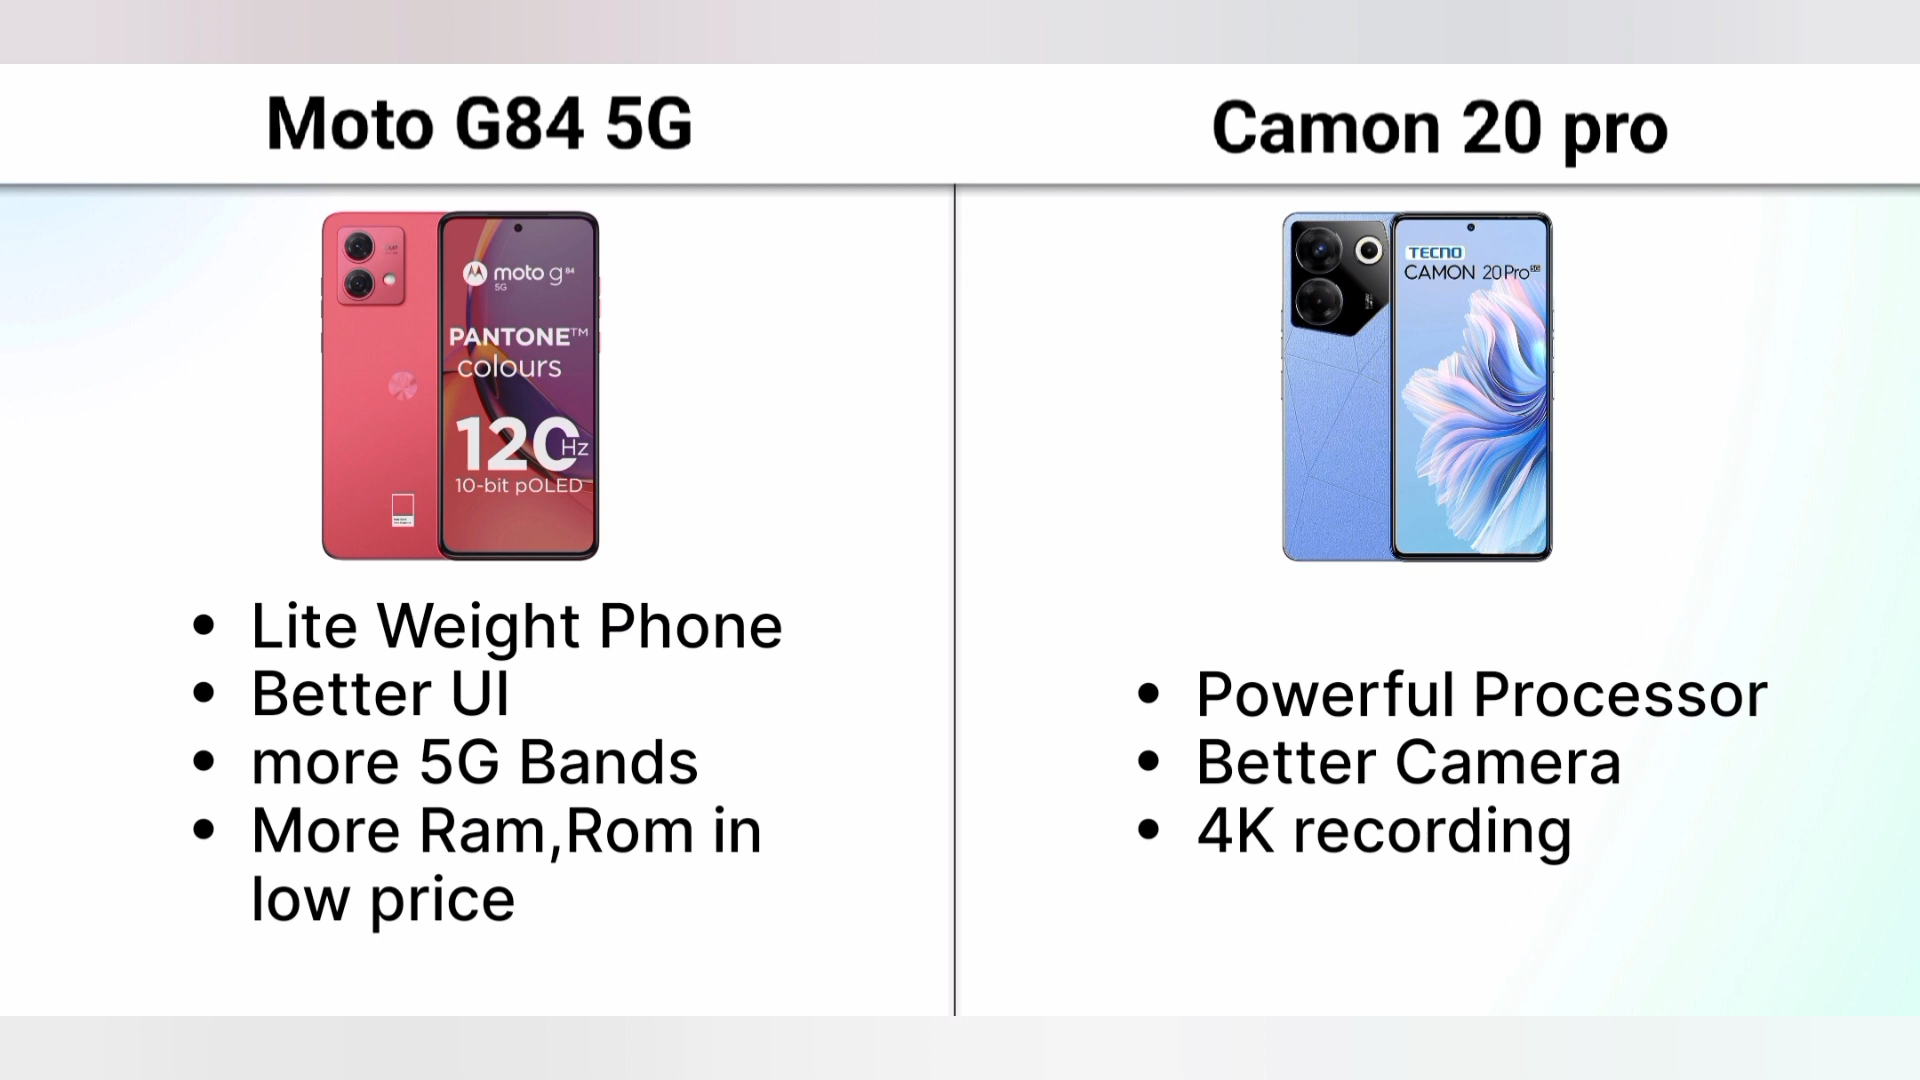 Moto G84 5G
moto g84
5G
PANTONE™
colours
120Hz
10-bit pOLED
• Lite Weight Phone
• Better UI
• more 5G Bands
• More Ram,Rom in
low price
Camon 20 pro
TECNO
CAMON 20 Pro 5G
• Powerful Processor
• Better Camera
• 4K recording